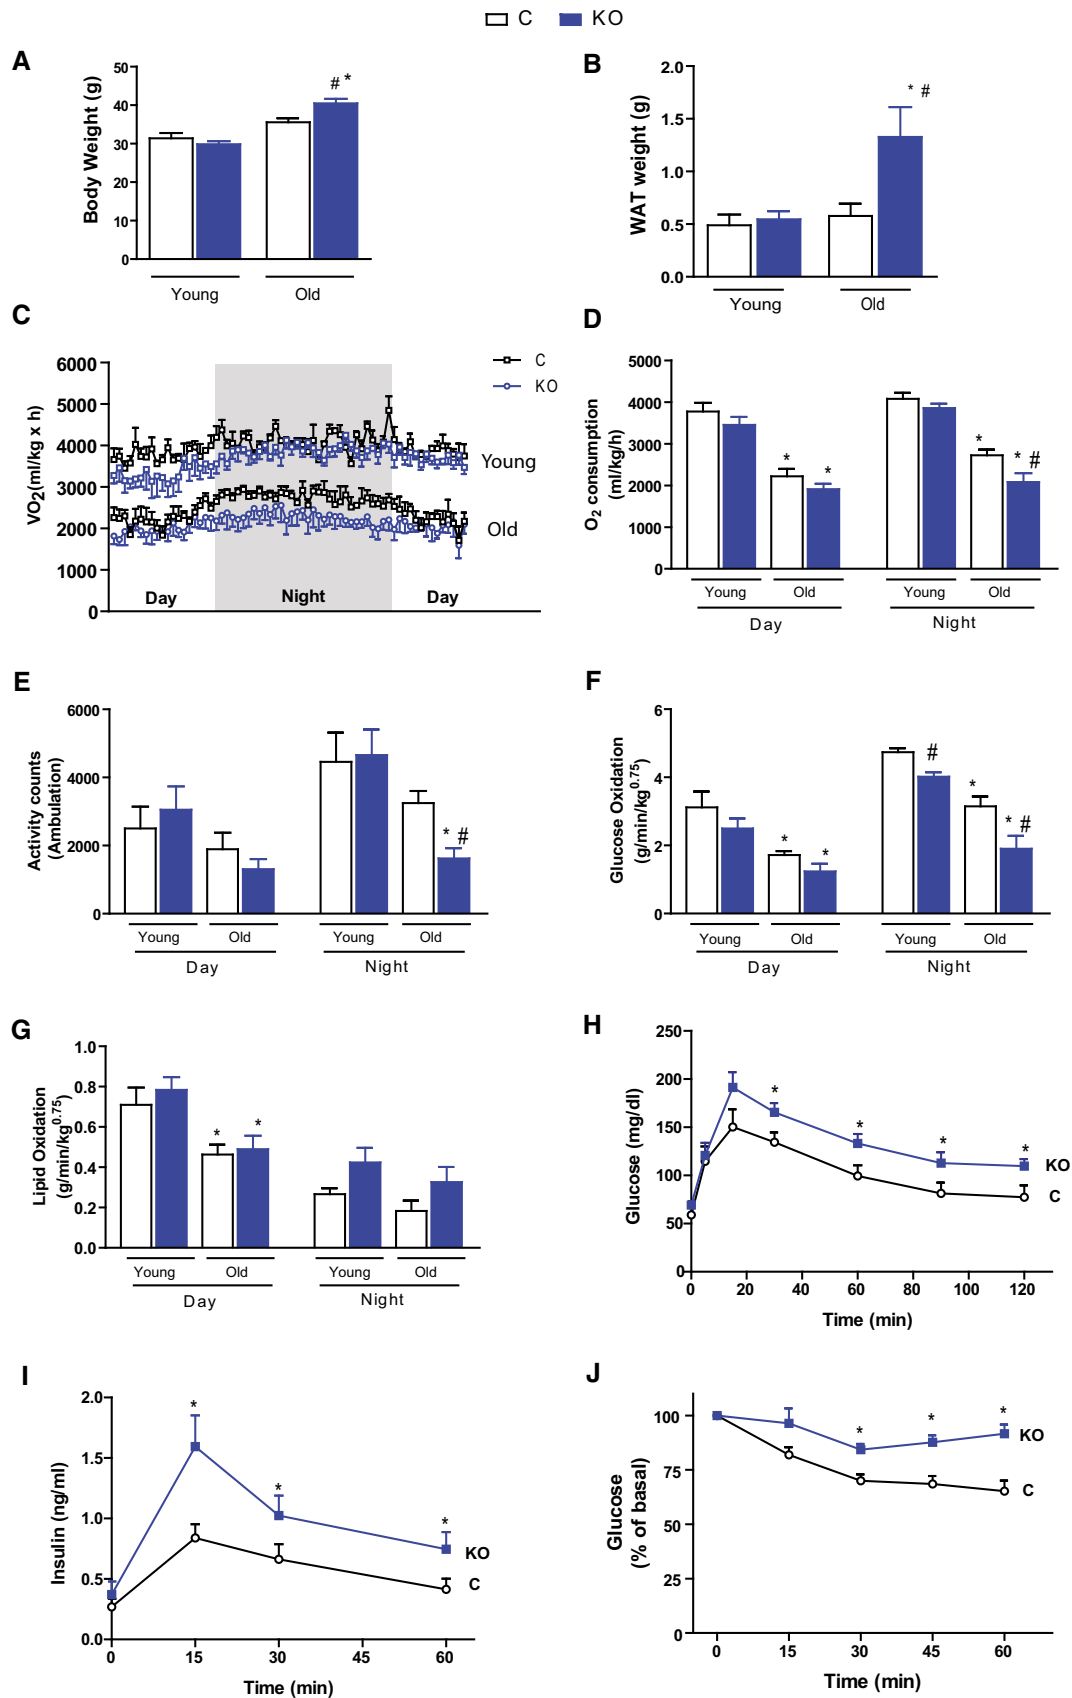 C KO
A
Body Weight (g)
50
40
30
20
10
0
# *
Young Old
B
WAT weight (g)
2.0
1.5
1.0
0.5
0.0
* #
Young Old
C
VO2(ml/kg x h)
6000
5000
4000
3000
2000
1000
0
C
KO
Young
Old
Day Night Day
D
O2 consumption
(ml/kg/h)
5000
4000
3000
2000
1000
0
* * * * #
Young Old Young Old
Day Night
E
Activity counts
(Ambulation)
6000
4000
2000
0
* #
Young Old Young Old
Day Night
F
Glucose Oxidation
(g/min/kg0.75)
6
4
2
0
* * # * * #
Young Old Young Old
Day Night
G
Lipid Oxidation
(g/min/kg0.75)
1.0
0.8
0.6
0.4
0.2
0.0
* *
Young Old Young Old
Day Night
H
Glucose (mg/dl)
250
200
150
100
50
0
* * * *
KO
C
0 20 40 60 80 100 120
Time (min)
I
Insulin (ng/ml)
2.0
1.5
1.0
0.5
0.0
* * *
KO
C
0 15 30 45 60
Time (min)
J
Glucose
(% of basal)
100
75
50
25
0
* * *
KO
C
0 15 30 45 60
Time (min)